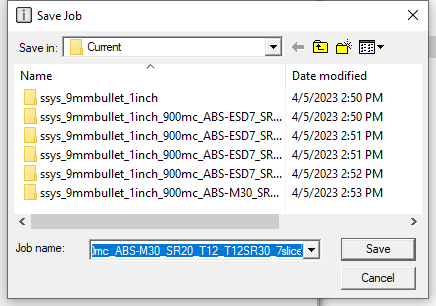 Save Job
Save in: Current
Name Date modified
ssys_9mmbullet_1inch 4/5/2023 2:50 PM
ssys_9mmbullet_1inch_900mc_ABS-ESD7_SR... 4/5/2023 2:50 PM
ssys_9mmbullet_1inch_900mc_ABS-ESD7_SR... 4/5/2023 2:51 PM
ssys_9mmbullet_1inch_900mc_ABS-ESD7_SR... 4/5/2023 2:51 PM
ssys_9mmbullet_1inch_900mc_ABS-ESD7_SR... 4/5/2023 2:52 PM
ssys_9mmbullet_1inch_900mc_ABS-M30_SR... 4/5/2023 2:53 PM
Job name: 0mc_ABS-M30_SR20_T12_T12SR30_7slice Save
Cancel